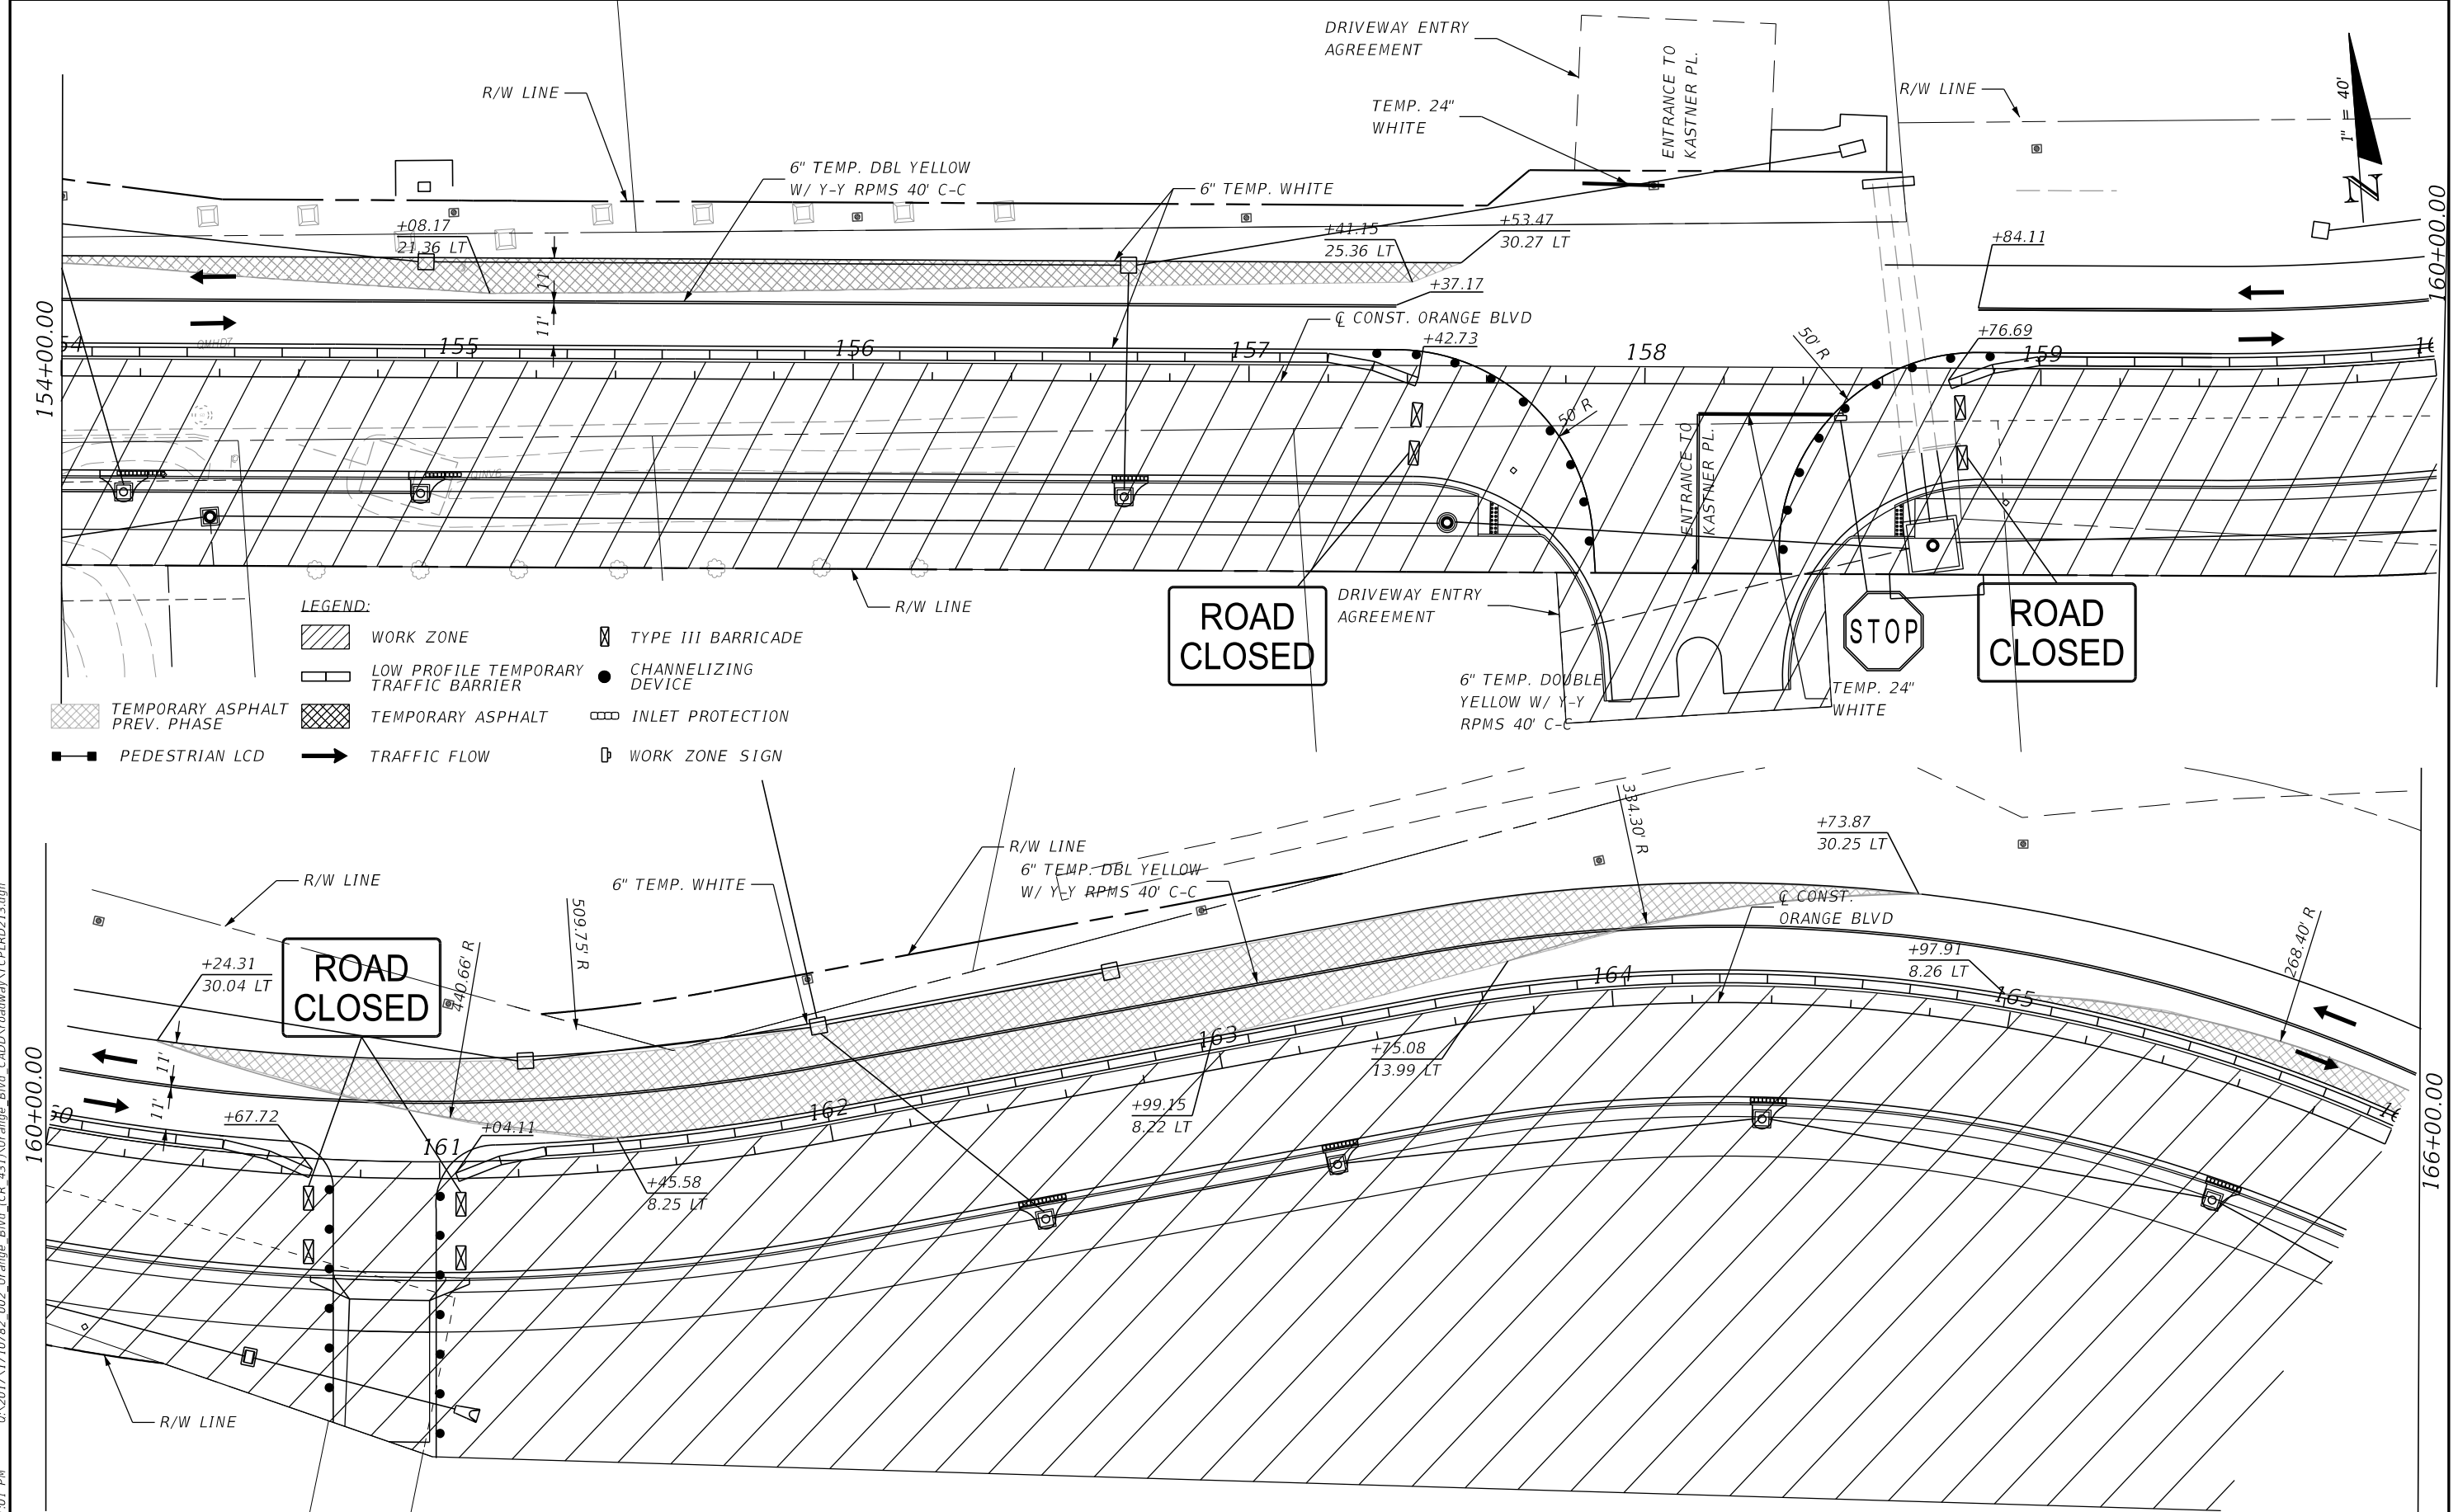 DRIVEWAY ENTRY
AGREEMENT
ENTRANCE TO
KASTNER PL.
R/W LINE
R/W LINE
1" = 40'
N
TEMP. 24"
WHITE
6" TEMP. DBL YELLOW
W/ Y-Y RPMS 40' C-C
6" TEMP. WHITE
+08.17
21.36 LT
+41.15
25.36 LT
+53.47
30.27 LT
+84.11
160+00.00
11'
11'
+37.17
℄ CONST. ORANGE BLVD
+42.73
50' R
+76.69
154+00.00
54
155
156
157
158
159
16
50' R
ENTRANCE TO
KASTNER PL.
R/W LINE
ROAD
CLOSED
DRIVEWAY ENTRY
AGREEMENT
STOP
ROAD
CLOSED
6" TEMP. DOUBLE
YELLOW W/ Y-Y
RPMS 40' C-C
TEMP. 24"
WHITE
LEGEND:
WORK ZONE
TYPE III BARRICADE
LOW PROFILE TEMPORARY
TRAFFIC BARRIER
CHANNELIZING
DEVICE
TEMPORARY ASPHALT
PREV. PHASE
TEMPORARY ASPHALT
INLET PROTECTION
PEDESTRIAN LCD
TRAFFIC FLOW
WORK ZONE SIGN
R/W LINE
6" TEMP. WHITE
R/W LINE
6" TEMP. DBL YELLOW
W/ Y-Y RPMS 40' C-C
334.30' R
+73.87
30.25 LT
℄ CONST.
ORANGE BLVD
509.75' R
440.66' R
+24.31
30.04 LT
ROAD
CLOSED
+97.91
8.26 LT
268.40' R
11'
11'
160+00.00
60
161
162
163
164
165
16
+67.72
+04.11
+45.58
8.25 LT
+99.15
8.22 LT
+75.08
13.99 LT
166+00.00
R/W LINE